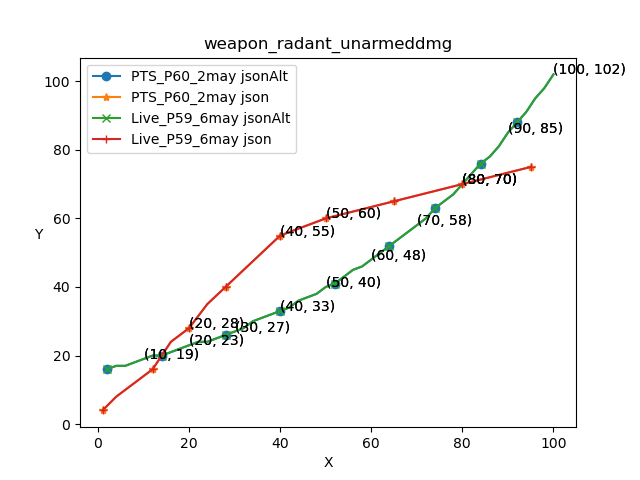 weapon_radant_unarmeddmg
PTS_P60_2may jsonAlt
PTS_P60_2may json
Live_P59_6may jsonAlt
Live_P59_6may json
(100, 102)
(90, 85)
(80, 70)
(50, 60)
(70, 58)
(40, 55)
(60, 48)
(50, 40)
(40, 33)
(20, 28)
(30, 27)
(20, 23)
(10, 19)
100
80
60
40
20
0
Y
0 20 40 60 80 100
X